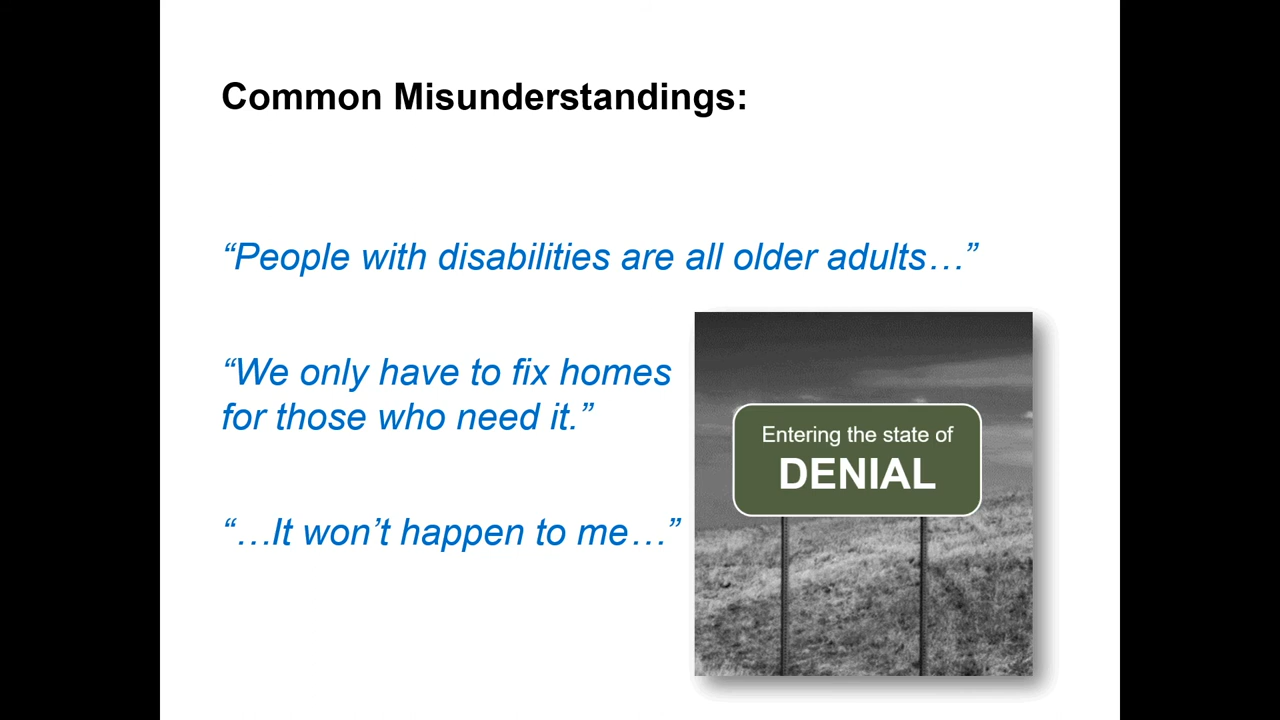 Common Misunderstandings:
“People with disabilities are all older adults…”
“We only have to fix homes
for those who need it.”
“…It won’t happen to me…”
Entering the state of
DENIAL